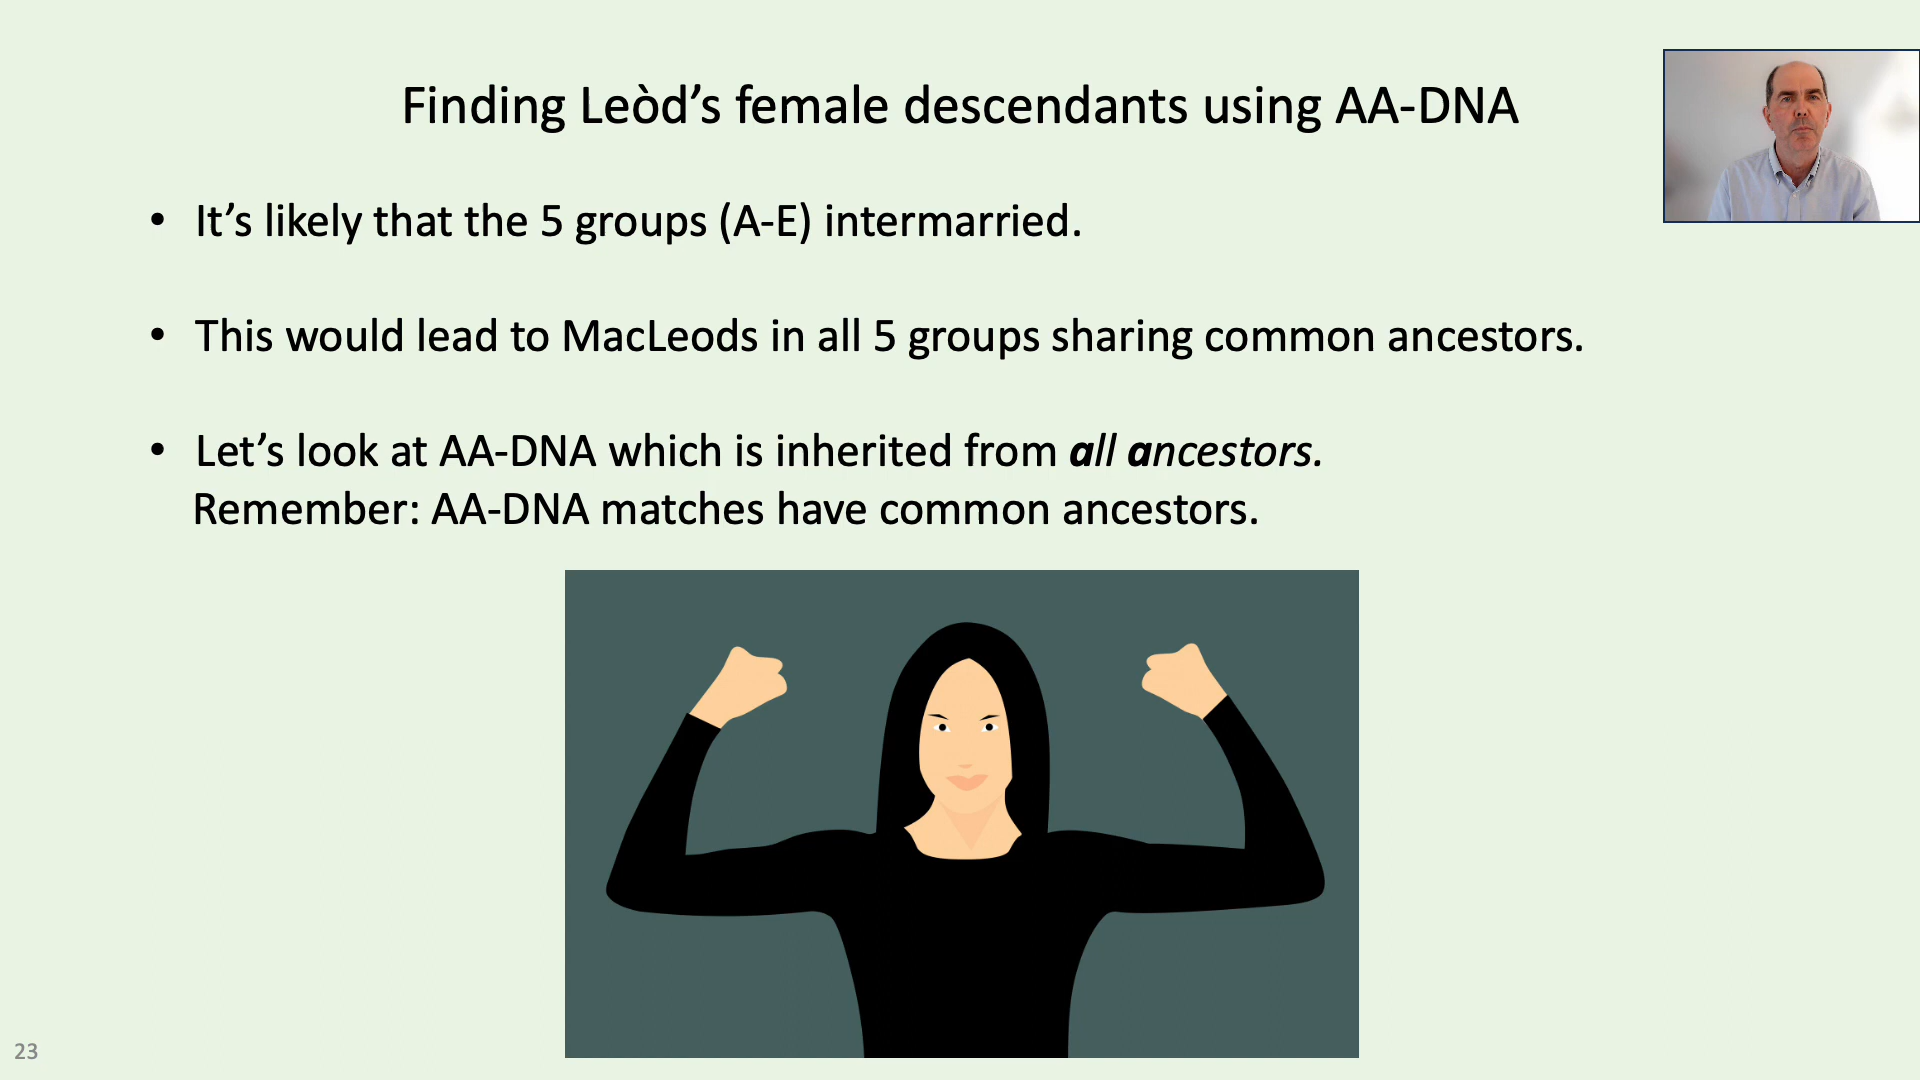 Finding Leòd’s female descendants using AA-DNA
• It’s likely that the 5 groups (A-E) intermarried.
• This would lead to MacLeods in all 5 groups sharing common ancestors.
• Let’s look at AA-DNA which is inherited from all ancestors.
Remember: AA-DNA matches have common ancestors.
23